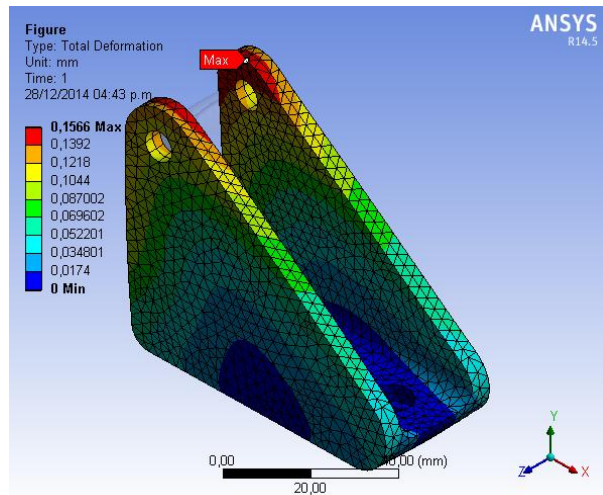 Figure
Type: Total Deformation
Unit: mm
Time: 1
28/12/2014 04:43 p.m.
ANSYS
R14.5
Max
0,1566 Max
0,1392
0,1218
0,1044
0,087002
0,069602
0,052201
0,034801
0,0174
0 Min
0,00
(mm)
20,00
Y
Z
X